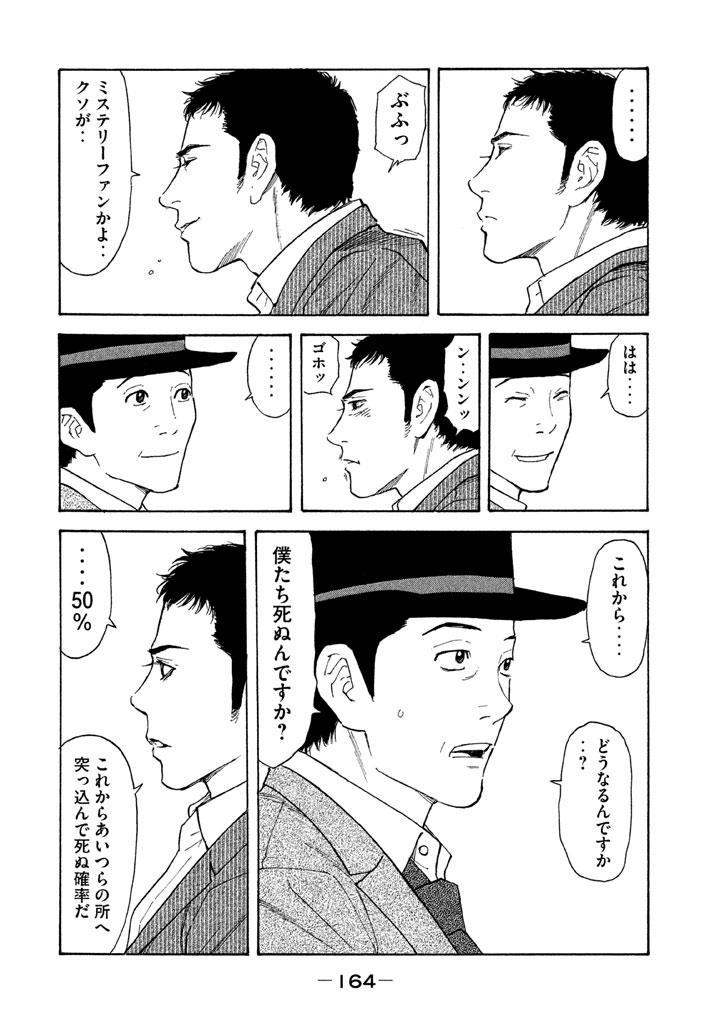 ‥‥‥
ぶふっ
ミステリーファンかよ‥
クソが‥
はは‥‥
ン‥ンンンッ
ゴホッ
‥‥‥
これから‥‥
どうなるんですか
‥?
僕たち死ぬんですか?
‥‥50%
これからあいつらの所へ
突っ込んで死ぬ確率だ
—164—